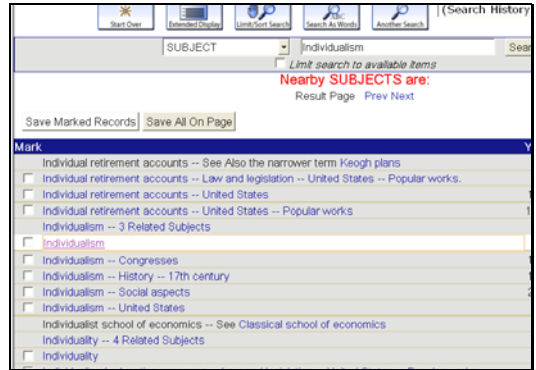 (Search History
Start Over Extended Display Limit/Sort Search Search As Words Another Search
SUBJECT Individualism Sear
Limit search to available items
Nearby SUBJECTS are:
Result Page Prev Next
Save Marked Records Save All On Page
Mark Y
Individual retirement accounts -- See Also the narrower term Keogh plans
Individual retirement accounts -- Law and legislation -- United States -- Popular works.
Individual retirement accounts -- United States 1
Individual retirement accounts -- United States -- Popular works 1
Individualism -- 3 Related Subjects
Individualism
Individualism -- Congresses 1
Individualism -- History -- 17th century 1
Individualism -- Social aspects 2
Individualism -- United States
Individualist school of economics -- See Classical school of economics
Individuality -- 4 Related Subjects
Individuality